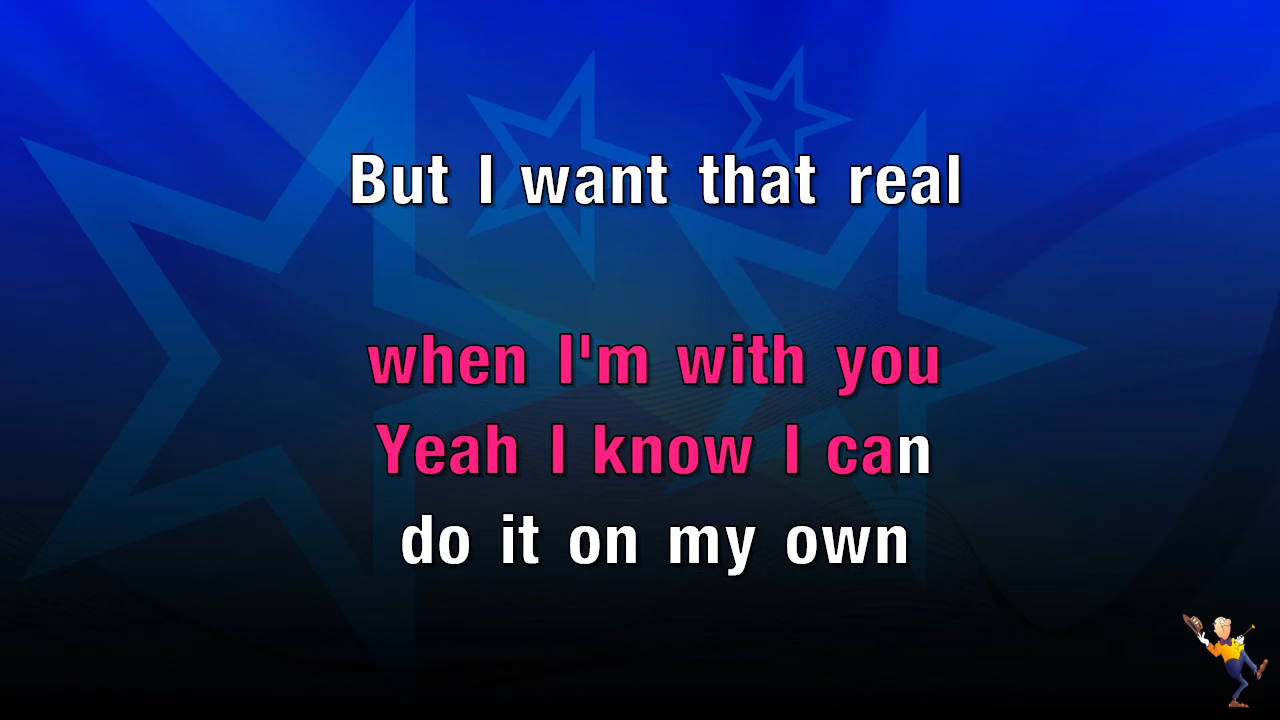 But I want that real
when I'm with you
Yeah I know I can
do it on my own